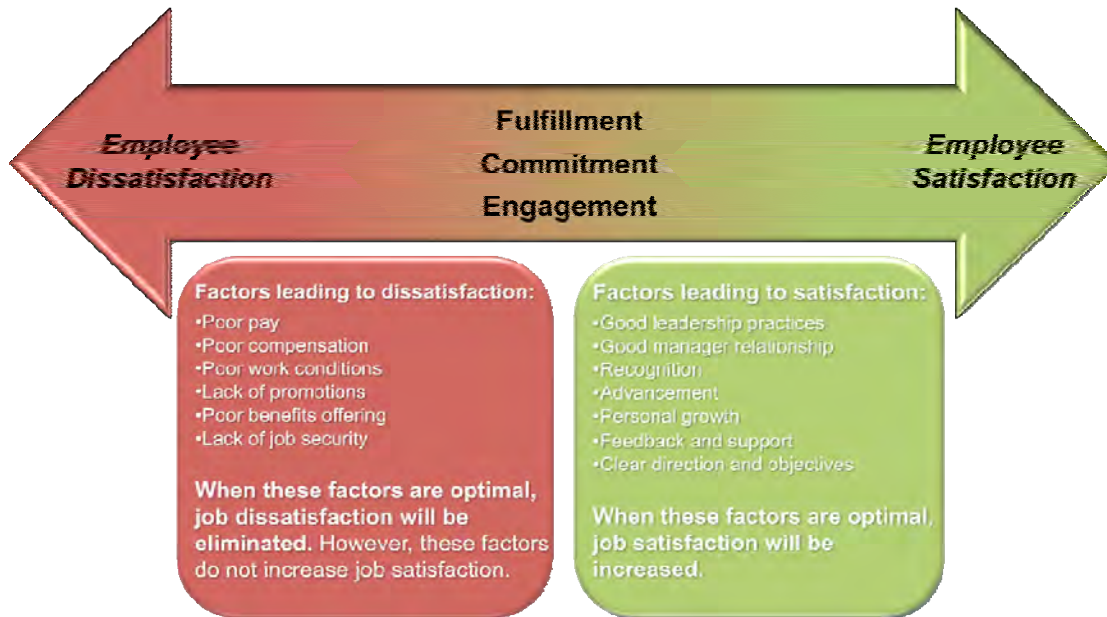 Fulfillment
Commitment
Engagement
Employee
Dissatisfaction
Employee
Satisfaction
Factors leading to dissatisfaction:
•Poor pay
•Poor compensation
•Poor work conditions
•Lack of promotions
•Poor benefits offering
•Lack of job security
When these factors are optimal,
job dissatisfaction will be
eliminated. However, these factors
do not increase job satisfaction.
Factors leading to satisfaction:
•Good leadership practices
•Good manager relationship
•Recognition
•Advancement
•Personal growth
•Feedback and support
•Clear direction and objectives
When these factors are optimal,
job satisfaction will be
increased.